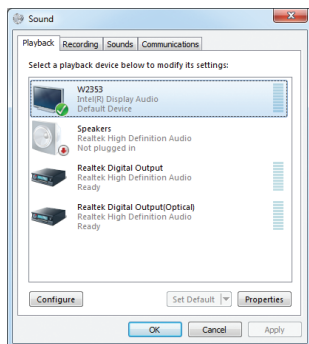 Sound
Playback Recording Sounds Communications
Select a playback device below to modify its settings:
W2353
Intel(R) Display Audio
Default Device
Speakers
Realtek High Definition Audio
Not plugged in
Realtek Digital Output
Realtek High Definition Audio
Ready
Realtek Digital Output(Optical)
Realtek High Definition Audio
Ready
Configure Set Default Properties
OK Cancel Apply